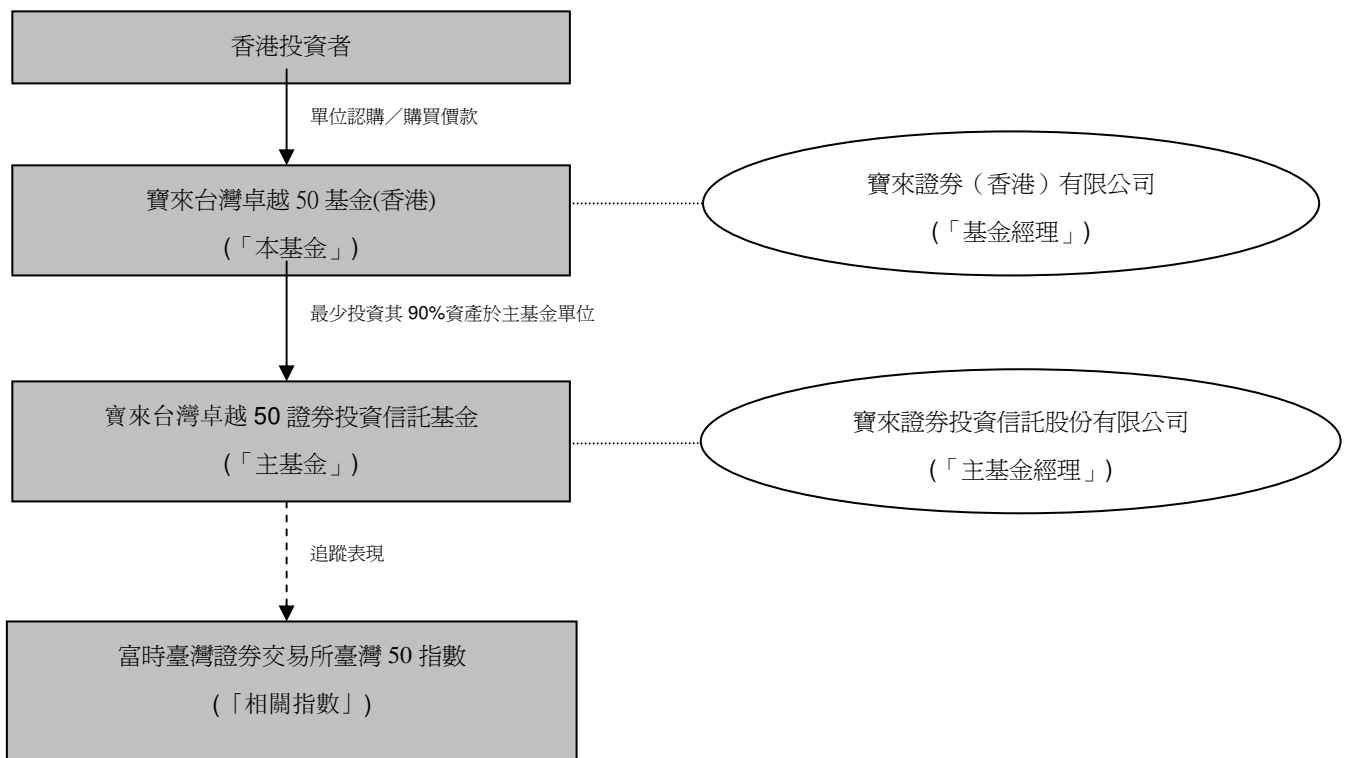 香港投資者
單位認購／購買價款
寶來台灣卓越 50 基金(香港)
(「本基金」)
寶來證券（香港）有限公司
(「基金經理」)
最少投資其 90%資產於主基金單位
寶來台灣卓越 50 證券投資信託基金
(「主基金」)
寶來證券投資信託股份有限公司
(「主基金經理」)
追蹤表現
富時臺灣證券交易所臺灣 50 指數
(「相關指數」)